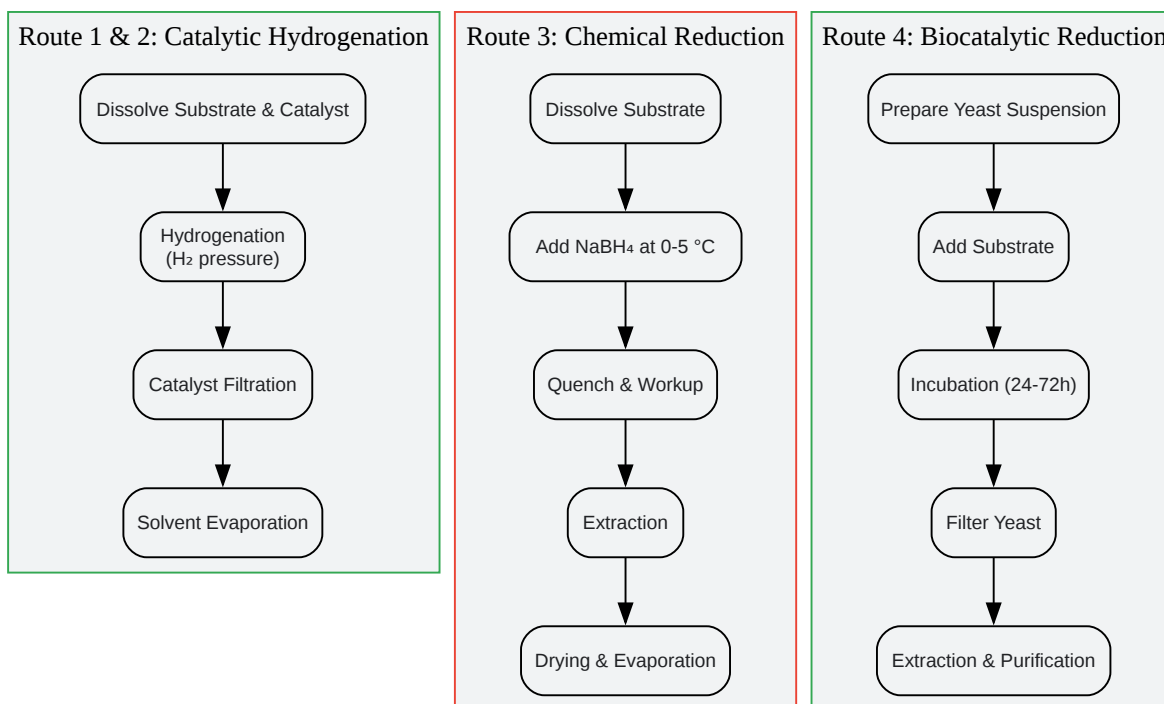 Route 1 & 2: Catalytic Hydrogenation
Dissolve Substrate & Catalyst
Hydrogenation
(H₂ pressure)
Catalyst Filtration
Solvent Evaporation
Route 3: Chemical Reduction
Dissolve Substrate
Add NaBH₄ at 0-5 °C
Quench & Workup
Extraction
Drying & Evaporation
Route 4: Biocatalytic Reduction
Prepare Yeast Suspension
Add Substrate
Incubation (24-72h)
Filter Yeast
Extraction & Purification